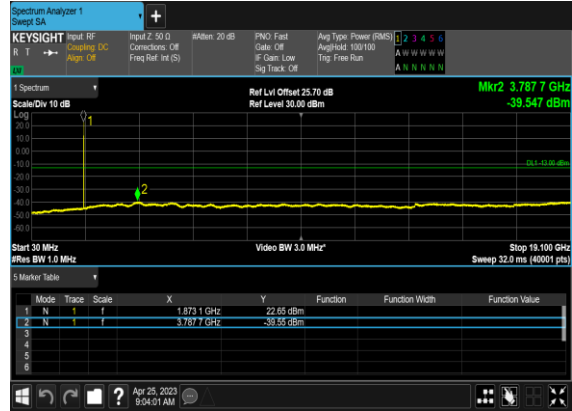 Spectrum Analyzer 1
Swept SA
+
KEYSIGHT
R T
LW
Input: RF
Coupling: DC
Align: Off
Input Z: 50 Ω
Corrections: Off
Freq Ref: Int (S)
#Atten: 20 dB
PNO: Fast
Gate: Off
IF Gain: Low
Sig Track: Off
Avg Type: Power (RMS)
Avg|Hold: 100/100
Trig: Free Run
1 2 3 4 5 6
A W W W W W
A N N N N N
1 Spectrum
Scale/Div 10 dB
Ref Lvl Offset 25.70 dB
Ref Level 30.00 dBm
Mkr2 3.787 7 GHz
-39.547 dBm
Log
20.0
10.0
0.00
-10.0
-20.0
-30.0
-40.0
-50.0
-60.0
1
2
DL1 -13.00 dBm
Start 30 MHz
#Res BW 1.0 MHz
Video BW 3.0 MHz*
Stop 19.100 GHz
Sweep 32.0 ms (40001 pts)
5 Marker Table
Mode Trace Scale X Y Function Function Width Function Value
1 N 1 f 1.873 1 GHz 22.65 dBm
2 N 1 f 3.787 7 GHz -39.55 dBm
3
4
5
6
?
Apr 25, 2023
9:04:01 AM